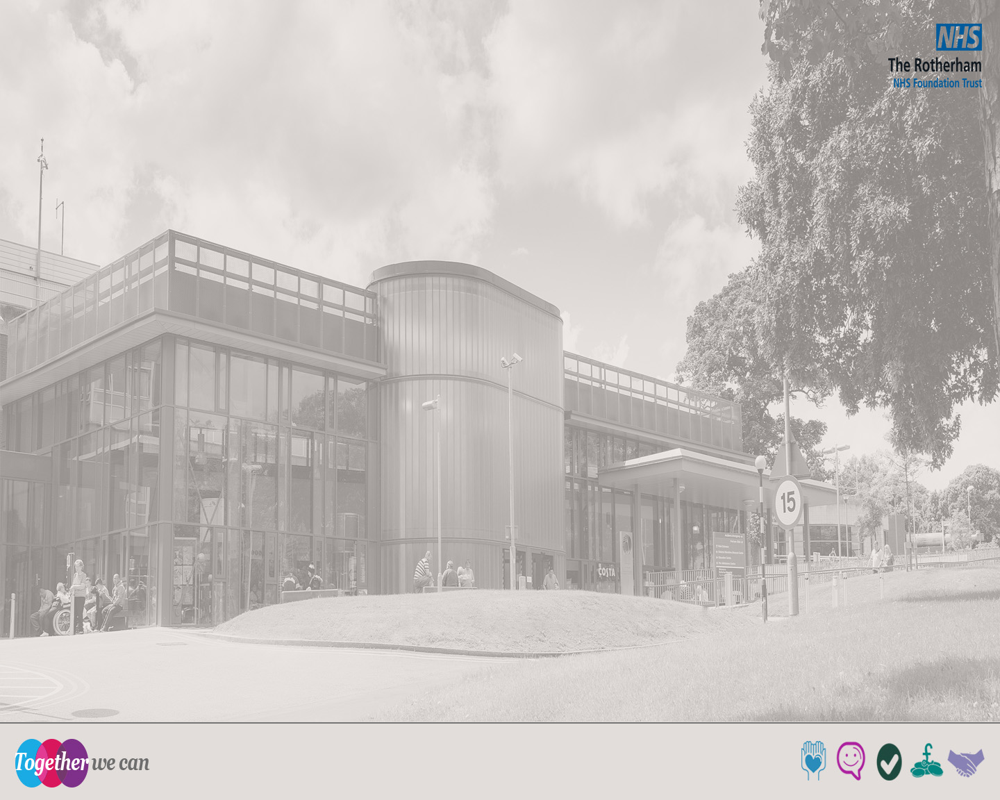 NHS
The Rotherham
NHS Foundation Trust
15
COSTA
Together we can